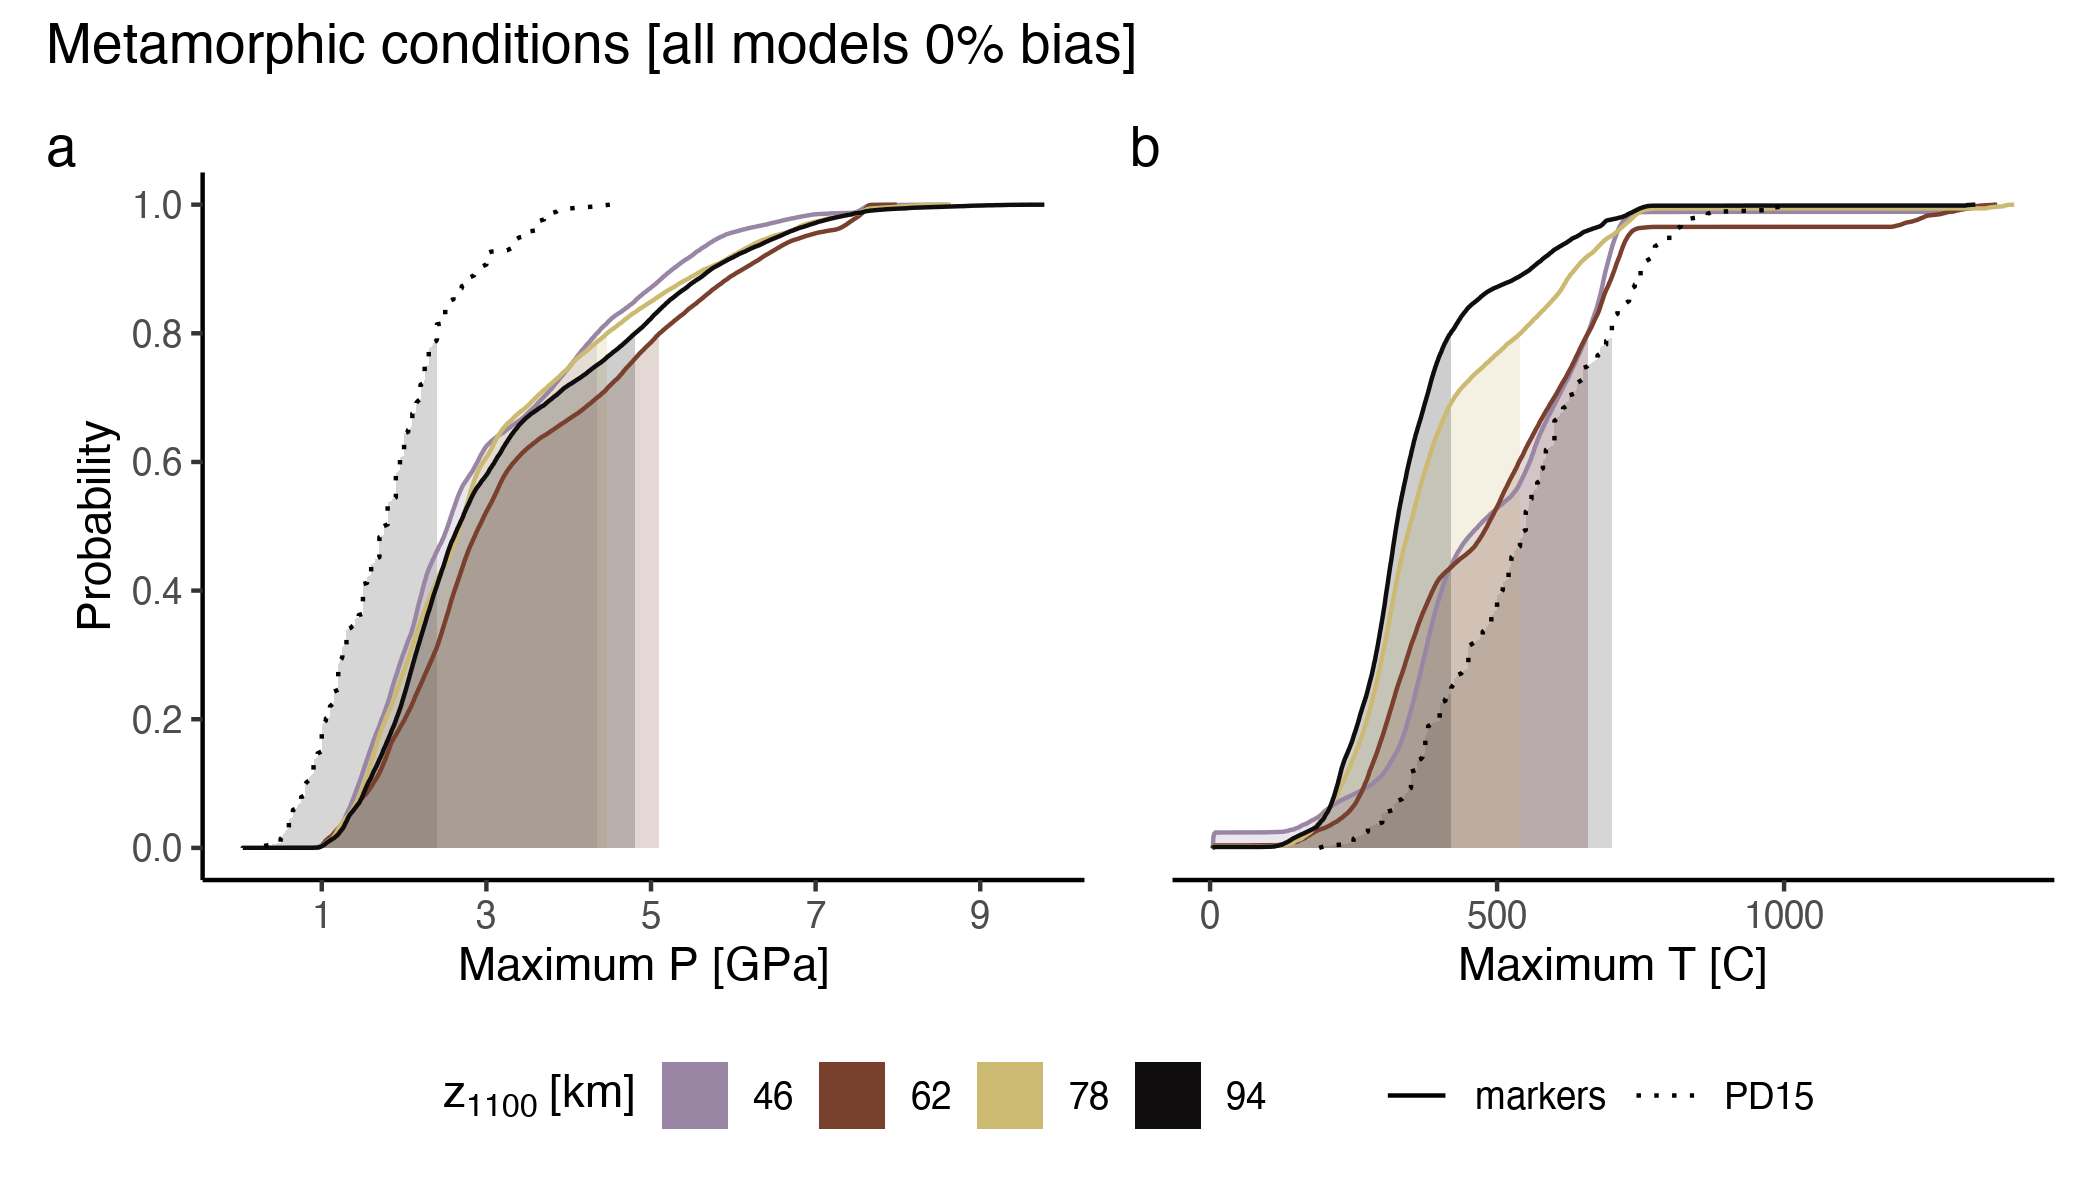 Metamorphic conditions [all models 0% bias]
a
b
Probability
1.0
0.8
0.6
0.4
0.2
0.0
1 3 5 7 9
Maximum P [GPa]
0 500 1000
Maximum T [C]
z₁₁₀₀ [km] 46 62 78 94 markers PD15